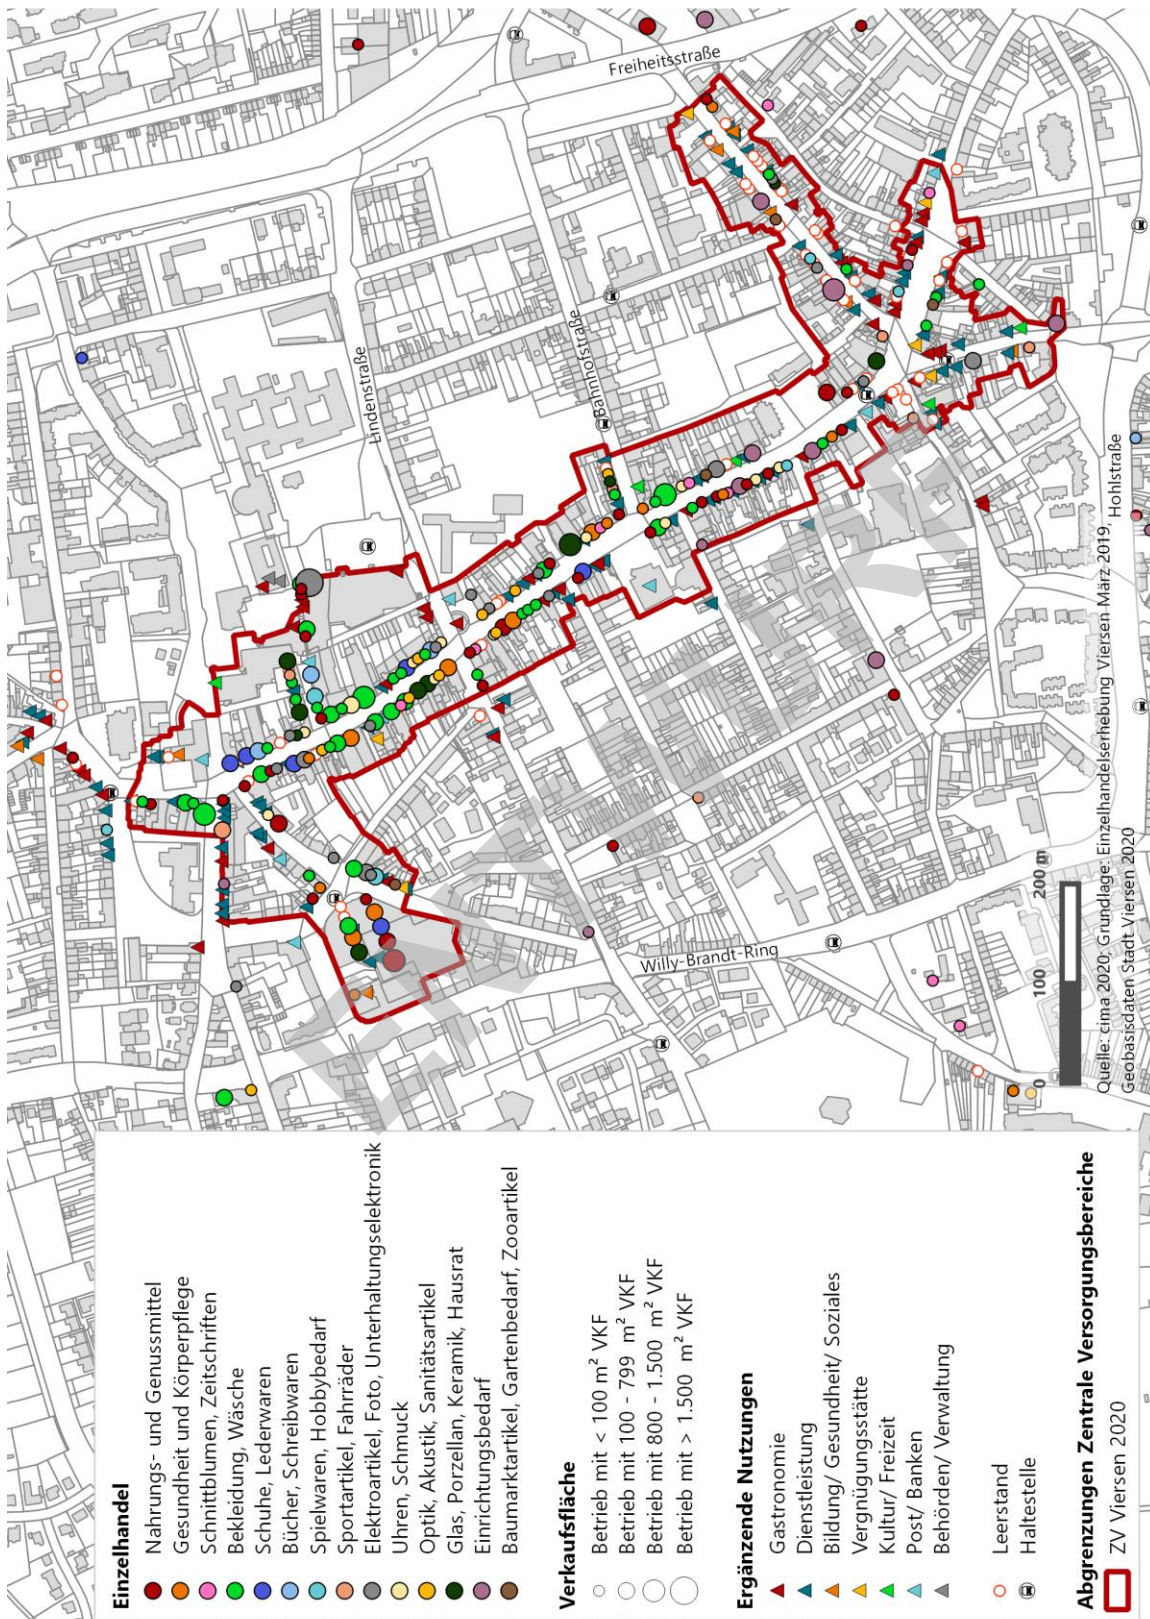 Einzelhandel
Nahrungs- und Genussmittel
Gesundheit und Körperpflege
Schnittblumen, Zeitschriften
Bekleidung, Wäsche
Schuhe, Lederwaren
Bücher, Schreibwaren
Spielwaren, Hobbybedarf
Sportartikel, Fahrräder
Elektroartikel, Foto, Unterhaltungselektronik
Uhren, Schmuck
Optik, Akustik, Sanitätsartikel
Glas, Porzellan, Keramik, Hausrat
Einrichtungsbedarf
Baumarktartikel, Gartenbedarf, Zooartikel
Verkaufsfläche
Betrieb mit < 100 m² VKF
Betrieb mit 100 - 799 m² VKF
Betrieb mit 800 - 1.500 m² VKF
Betrieb mit > 1.500 m² VKF
Ergänzende Nutzungen
Gastronomie
Dienstleistung
Bildung/ Gesundheit/ Soziales
Vergnügungsstätte
Kultur/ Freizeit
Post/ Banken
Behörden/ Verwaltung
Leerstand
Haltestelle
Abgrenzungen Zentrale Versorgungsbereiche
ZV Viersen 2020
Freiheitsstraße
Lindenstraße
Bahnhofstraße
Willy-Brandt-Ring
Hohlstraße
0 100 200 m
Quelle: cima 2020; Grundlage: Einzelhandelserhebung Viersen März 2019,
Geobasisdaten Stadt Viersen 2020